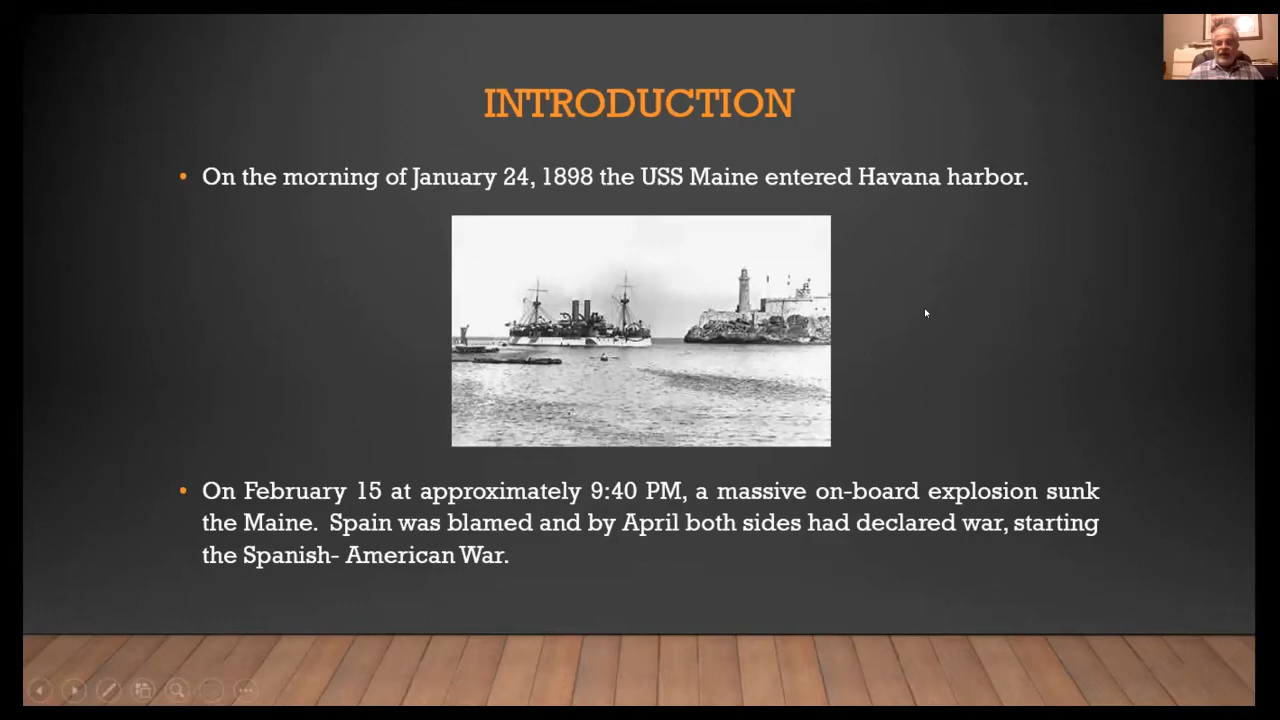 INTRODUCTION
• On the morning of January 24, 1898 the USS Maine entered Havana harbor.
• On February 15 at approximately 9:40 PM, a massive on-board explosion sunk
the Maine.  Spain was blamed and by April both sides had declared war, starting
the Spanish- American War.